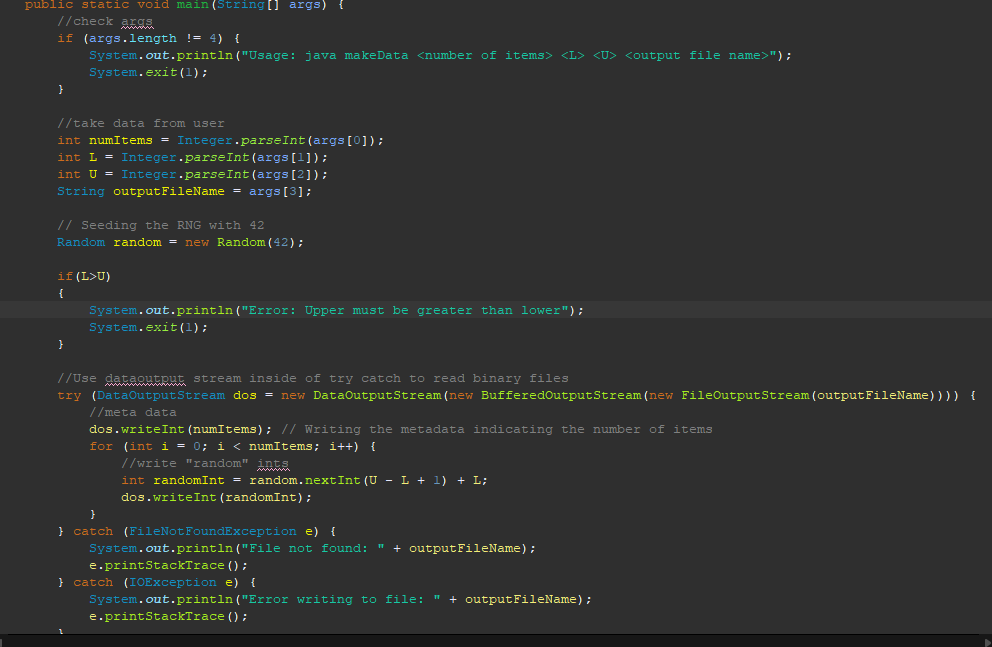 public static void main(String[] args) {
//check args
if (args.length != 4) {
System.out.println("Usage: java makeData <number of items> <L> <U> <output file name>");
System.exit(1);
}
//take data from user
int numItems = Integer.parseInt(args[0]);
int L = Integer.parseInt(args[1]);
int U = Integer.parseInt(args[2]);
String outputFileName = args[3];
// Seeding the RNG with 42
Random random = new Random(42);
if(L>U)
{
System.out.println("Error: Upper must be greater than lower");
System.exit(1);
}
//Use dataoutput stream inside of try catch to read binary files
try (DataOutputStream dos = new DataOutputStream(new BufferedOutputStream(new FileOutputStream(outputFileName)))) {
//meta data
dos.writeInt(numItems); // Writing the metadata indicating the number of items
for (int i = 0; i < numItems; i++) {
//write "random" ints
int randomInt = random.nextInt(U - L + 1) + L;
dos.writeInt(randomInt);
}
} catch (FileNotFoundException e) {
System.out.println("File not found: " + outputFileName);
e.printStackTrace();
} catch (IOException e) {
System.out.println("Error writing to file: " + outputFileName);
e.printStackTrace();
}